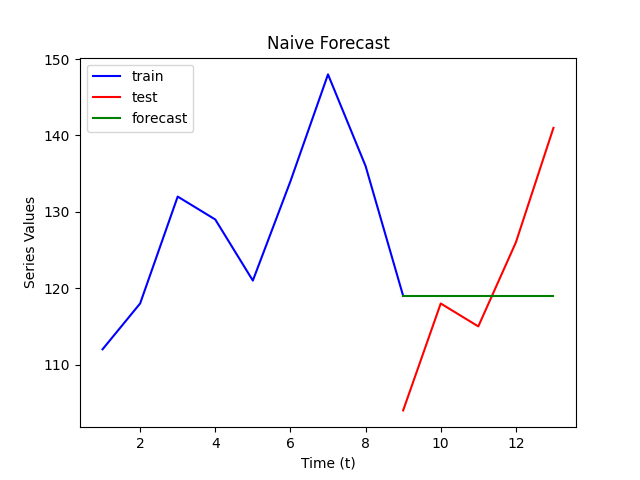 Naive Forecast
train
test
forecast
150
140
130
120
110
Series Values
2 4 6 8 10 12
Time (t)